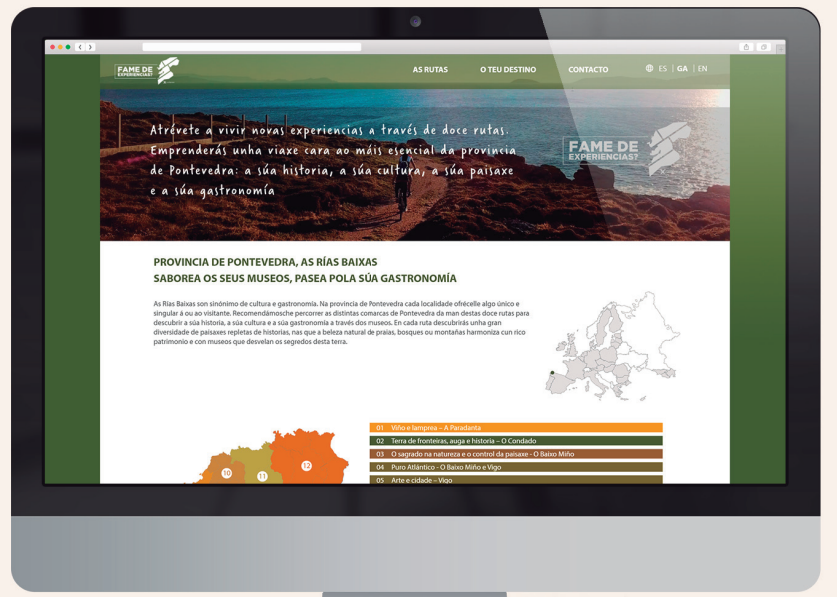 FAME DE
EXPERIENCIAS?
AS RUTAS
O TEU DESTINO
CONTACTO
ES | GA | EN
Atrévete a vivir novas experiencias a través de doce rutas.
Emprenderás unha viaxe cara ao máis esencial da provincia
de Pontevedra: a súa historia, a súa cultura, a súa paisaxe
e a súa gastronomía
FAME DE
EXPERIENCIAS?
PROVINCIA DE PONTEVEDRA, AS RÍAS BAIXAS
SABOREA OS SEUS MUSEOS, PASEA POLA SÚA GASTRONOMÍA
As Rías Baixas son sinónimo de cultura e gastronomía. Na provincia de Pontevedra cada localidade ofrécelle algo único e
singular á ou ao visitante. Recomendámosche percorrer as distintas comarcas de Pontevedra da man destas doce rutas para
descubrir a súa historia, a súa cultura e a súa gastronomía a través dos museos. En cada ruta descubrirás unha gran
diversidade de paisaxes repletas de historias, nas que a beleza natural de praias, bosques ou montañas harmoniza cun rico
patrimonio e con museos que desvelan os segredos desta terra.
01 Viño e lamprea – A Paradanta
02 Terra de fronteiras, auga e historia – O Condado
03 O sagrado na natureza e o control da paisaxe - O Baixo Miño
04 Puro Atlántico - O Baixo Miño e Vigo
05 Arte e cidade – Vigo
10
11
12